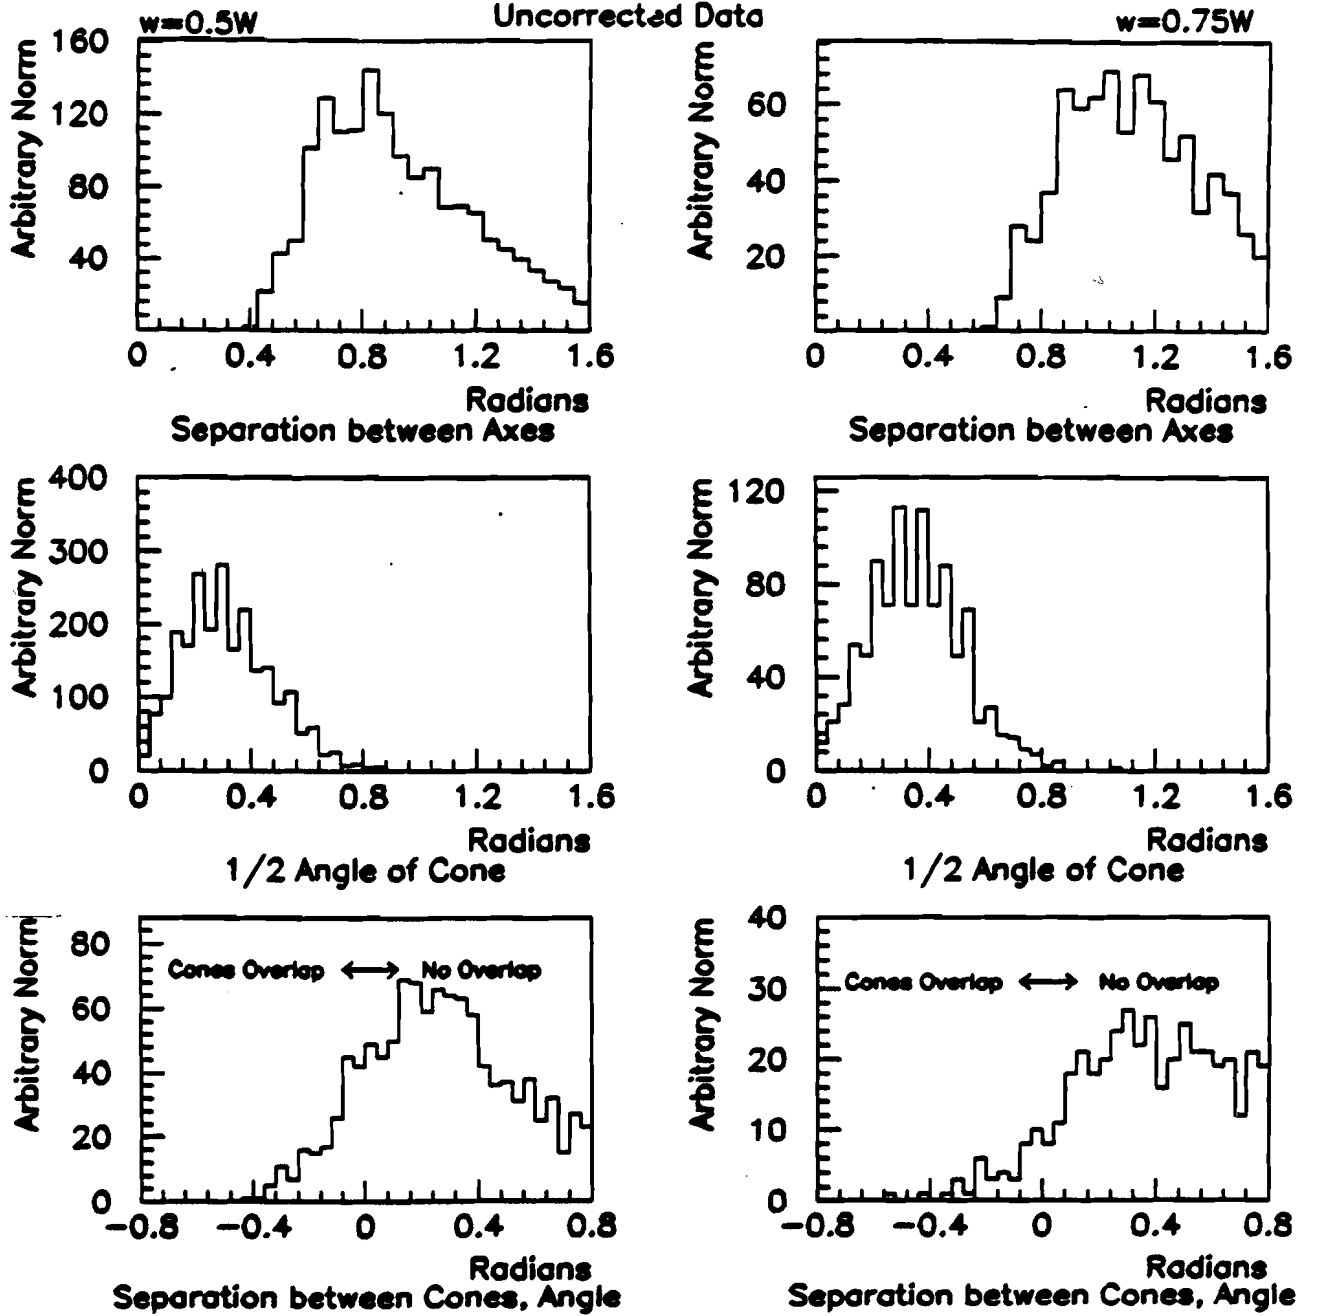 Uncorrected Data
w=0.5W
w=0.75W
Arbitrary Norm
160
120
80
40
0
0.4
0.8
1.2
1.6
Radians
Separation between Axes
Arbitrary Norm
60
40
20
0
0.4
0.8
1.2
1.6
Radians
Separation between Axes
Arbitrary Norm
400
300
200
100
0
0
0.4
0.8
1.2
1.6
Radians
1/2 Angle of Cone
Arbitrary Norm
120
80
40
0
0
0.4
0.8
1.2
1.6
Radians
1/2 Angle of Cone
Arbitrary Norm
80
60
40
20
0
Cones Overlap
No Overlap
-0.8
-0.4
0
0.4
0.8
Radians
Separation between Cones, Angle
Arbitrary Norm
40
30
20
10
0
Cones Overlap
No Overlap
-0.8
-0.4
0
0.4
0.8
Radians
Separation between Cones, Angle